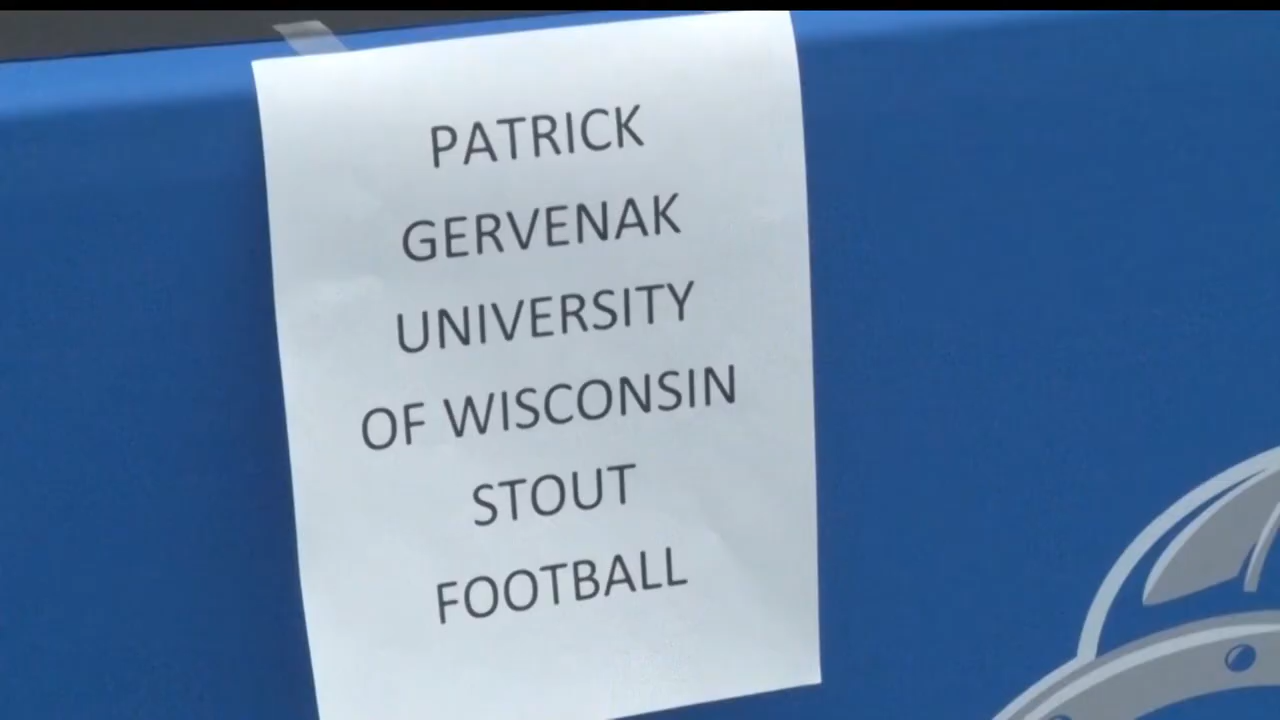 PATRICK
GERVENAK
UNIVERSITY
OF WISCONSIN
STOUT
FOOTBALL